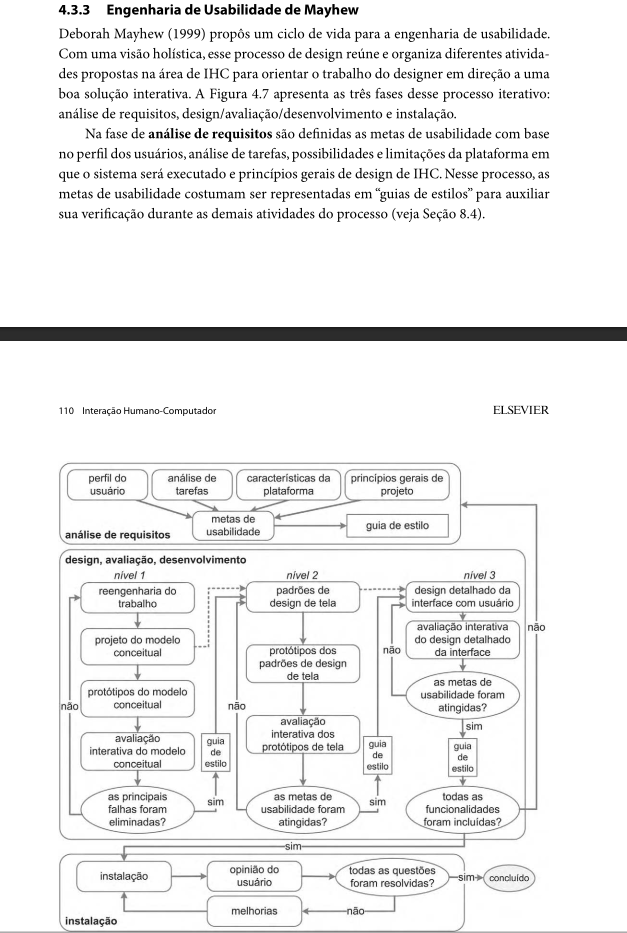 4.3.3 Engenharia de Usabilidade de Mayhew
Deborah Mayhew (1999) propôs um ciclo de vida para a engenharia de usabilidade.
Com uma visão holística, esse processo de design reúne e organiza diferentes ativida-
des propostas na área de IHC para orientar o trabalho do designer em direção a uma
boa solução interativa. A Figura 4.7 apresenta as três fases desse processo iterativo:
análise de requisitos, design/avaliação/desenvolvimento e instalação.
Na fase de análise de requisitos são definidas as metas de usabilidade com base
no perfil dos usuários, análise de tarefas, possibilidades e limitações da plataforma em
que o sistema será executado e princípios gerais de design de IHC. Nesse processo, as
metas de usabilidade costumam ser representadas em “guias de estilos” para auxiliar
sua verificação durante as demais atividades do processo (veja Seção 8.4).
110 Interação Humano-Computador
ELSEVIER
perfil do
usuário
análise de
tarefas
características da
plataforma
princípios gerais de
projeto
metas de
usabilidade
guia de estilo
análise de requisitos
design, avaliação, desenvolvimento
nível 1
reengenharia do
trabalho
projeto do modelo
conceitual
protótipos do modelo
conceitual
avaliação
interativa do modelo
conceitual
as principais
falhas foram
eliminadas?
não
sim
guia
de
estilo
nível 2
padrões de
design de tela
protótipos dos
padrões de design
de tela
avaliação
interativa dos
protótipos de tela
as metas de
usabilidade foram
atingidas?
não
sim
guia
de
estilo
nível 3
design detalhado da
interface com usuário
avaliação interativa
do design detalhado
da interface
as metas de
usabilidade foram
atingidas?
não
sim
guia
de
estilo
todas as
funcionalidades
foram incluídas?
não
sim
instalação
opinião do
usuário
todas as questões
foram resolvidas?
sim
concluído
melhorias
não
instalação